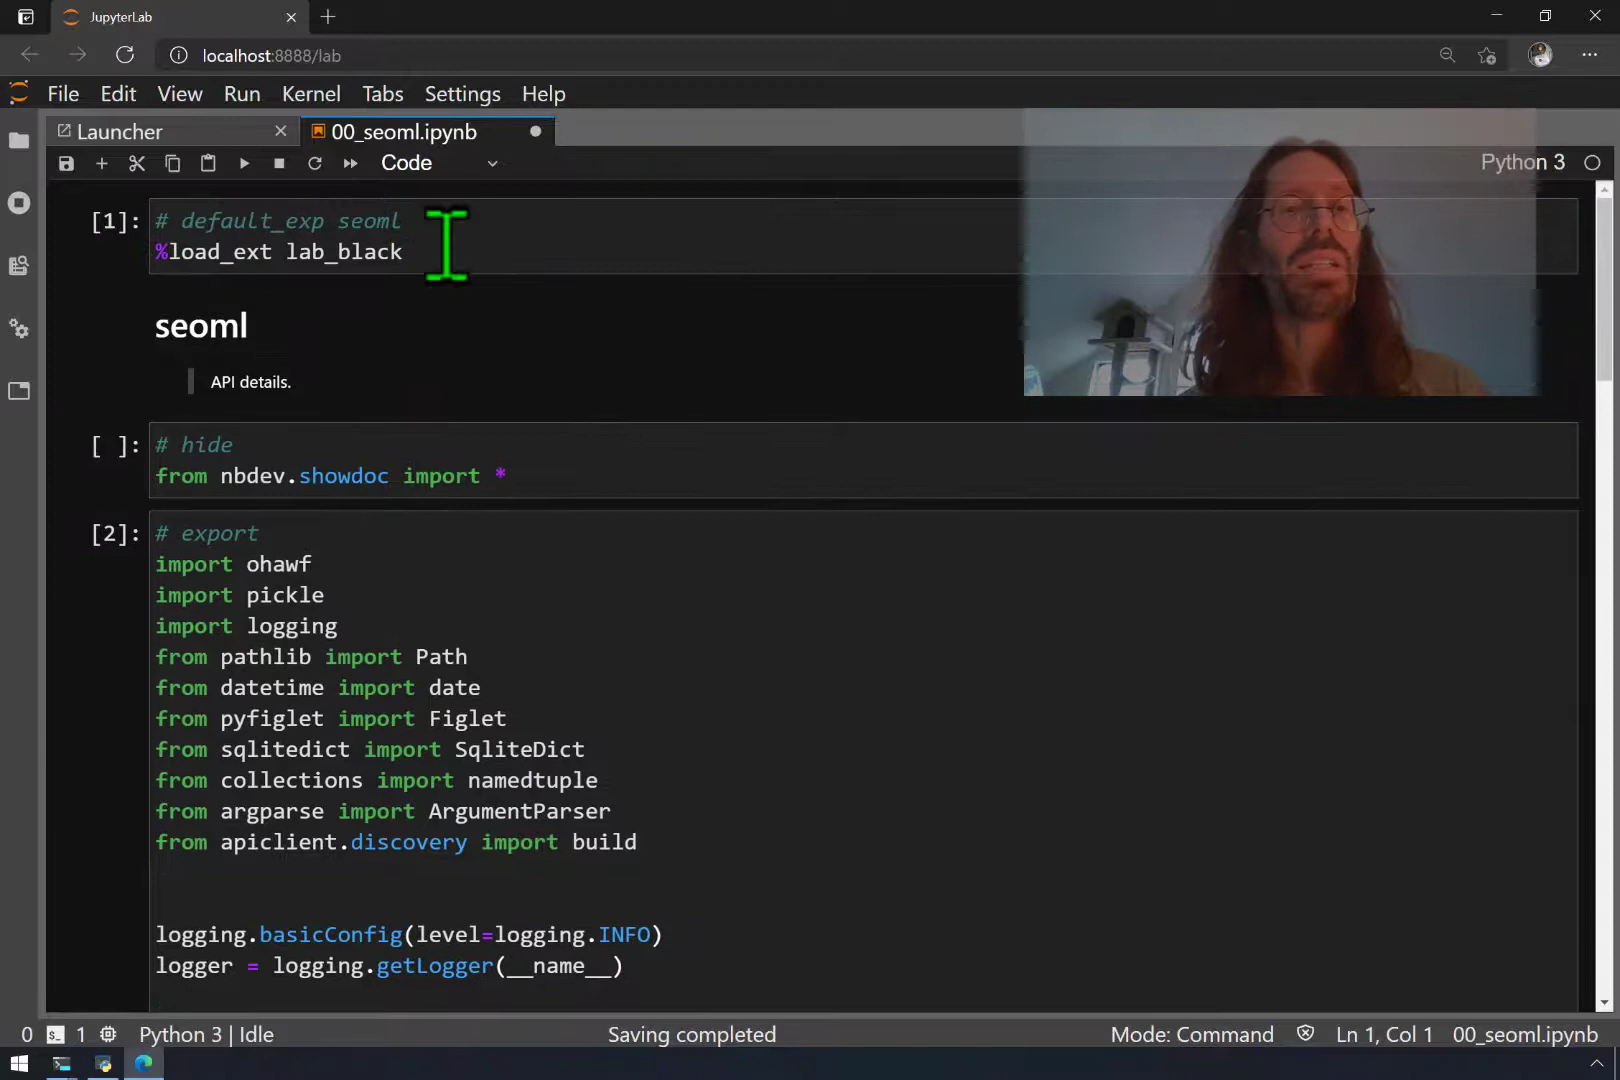 JupyterLab
localhost:8888/lab
File Edit View Run Kernel Tabs Settings Help
Launcher
00_seoml.ipynb
Code
Python 3
[1]:
# default_exp seoml
%load_ext lab_black
seoml
API details.
[ ]:
# hide
from nbdev.showdoc import *
[2]:
# export
import ohawf
import pickle
import logging
from pathlib import Path
from datetime import date
from pyfiglet import Figlet
from sqlitedict import SqliteDict
from collections import namedtuple
from argparse import ArgumentParser
from apiclient.discovery import build
logging.basicConfig(level=logging.INFO)
logger = logging.getLogger(__name__)
0 1 Python 3 | Idle Saving completed Mode: Command Ln 1, Col 1 00_seoml.ipynb